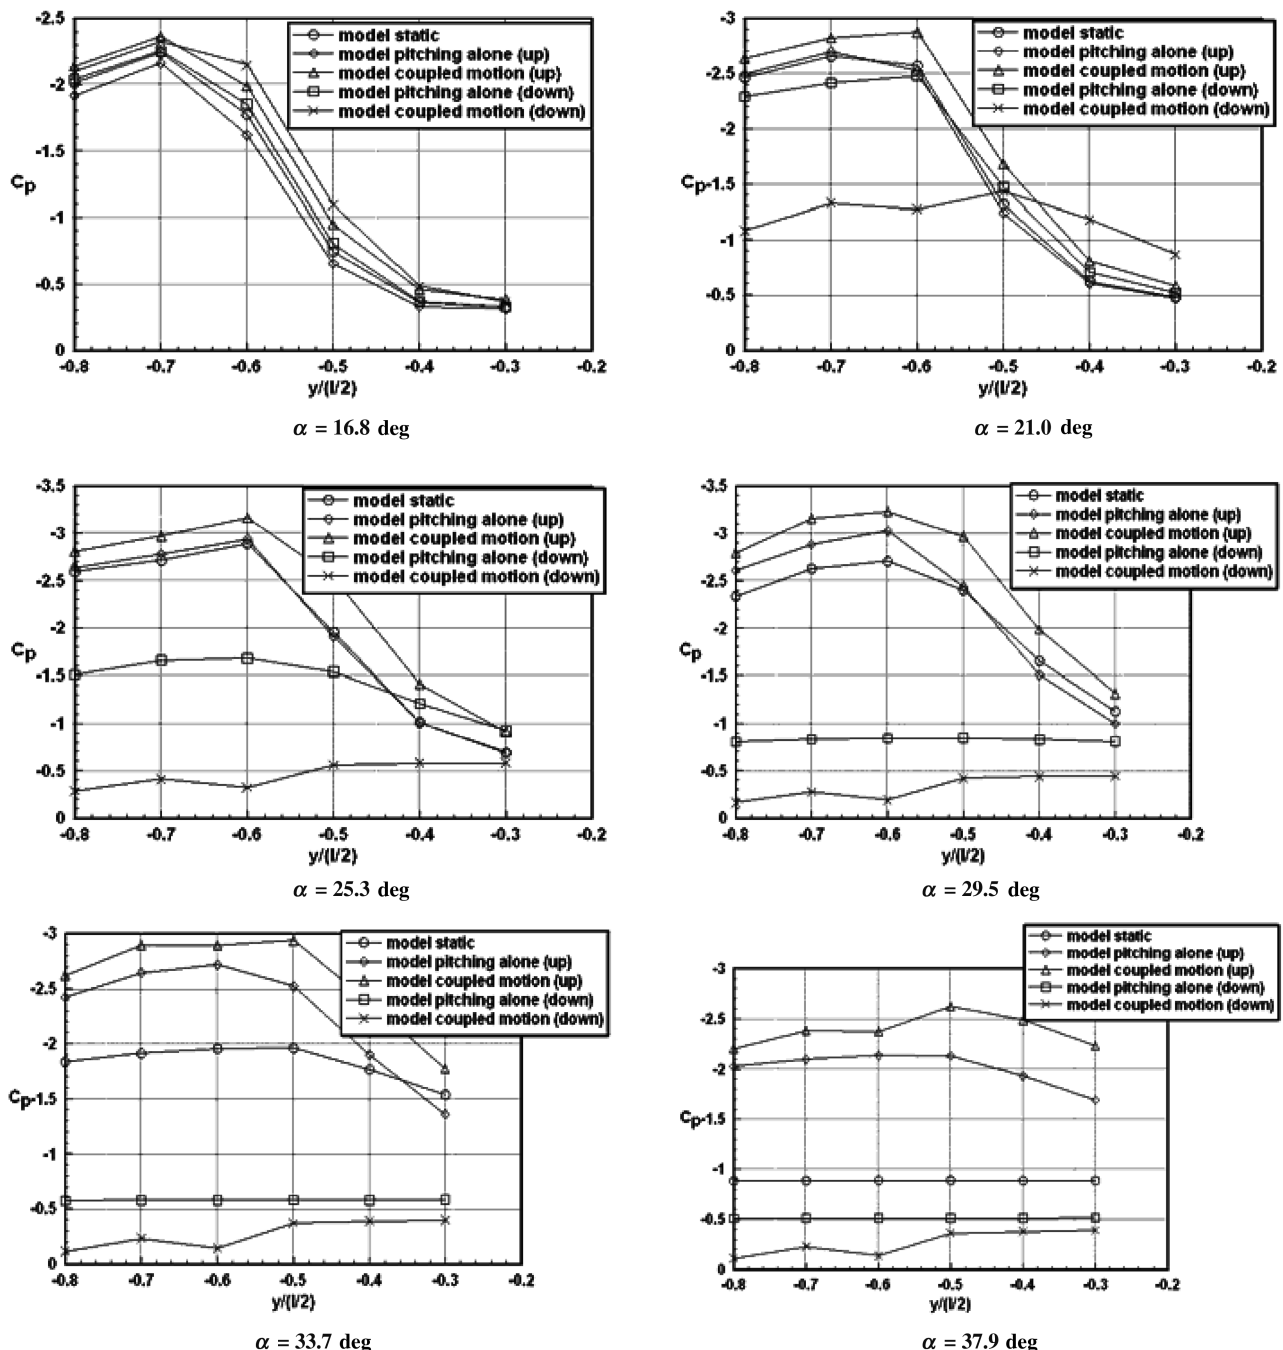 -2.5
-2
-1.5
Cp
-1
-0.5
0
-0.8 -0.7 -0.6 -0.5 -0.4 -0.3 -0.2
y/(l/2)
model static
model pitching alone (up)
model coupled motion (up)
model pitching alone (down)
model coupled motion (down)
α = 16.8 deg
-3
-2.5
-2
Cp-1.5
-1
-0.5
0
-0.8 -0.7 -0.6 -0.5 -0.4 -0.3 -0.2
y/(l/2)
model static
model pitching alone (up)
model coupled motion (up)
model pitching alone (down)
model coupled motion (down)
α = 21.0 deg
-3.5
-3
-2.5
-2
Cp
-1.5
-1
-0.5
0
-0.8 -0.7 -0.6 -0.5 -0.4 -0.3 -0.2
y/(l/2)
model static
model pitching alone (up)
model coupled motion (up)
model pitching alone (down)
model coupled motion (down)
α = 25.3 deg
-3.5
-3
-2.5
-2
Cp
-1.5
-1
-0.5
0
-0.8 -0.7 -0.6 -0.5 -0.4 -0.3 -0.2
y/(l/2)
model static
model pitching alone (up)
model coupled motion (up)
model pitching alone (down)
model coupled motion (down)
α = 29.5 deg
-3
-2.5
-2
Cp-1.5
-1
-0.5
0
-0.8 -0.7 -0.6 -0.5 -0.4 -0.3 -0.2
y/(l/2)
model static
model pitching alone (up)
model coupled motion (up)
model pitching alone (down)
model coupled motion (down)
α = 33.7 deg
-3
-2.5
-2
Cp-1.5
-1
-0.5
0
-0.8 -0.7 -0.6 -0.5 -0.4 -0.3 -0.2
y/(l/2)
model static
model pitching alone (up)
model coupled motion (up)
model pitching alone (down)
model coupled motion (down)
α = 37.9 deg